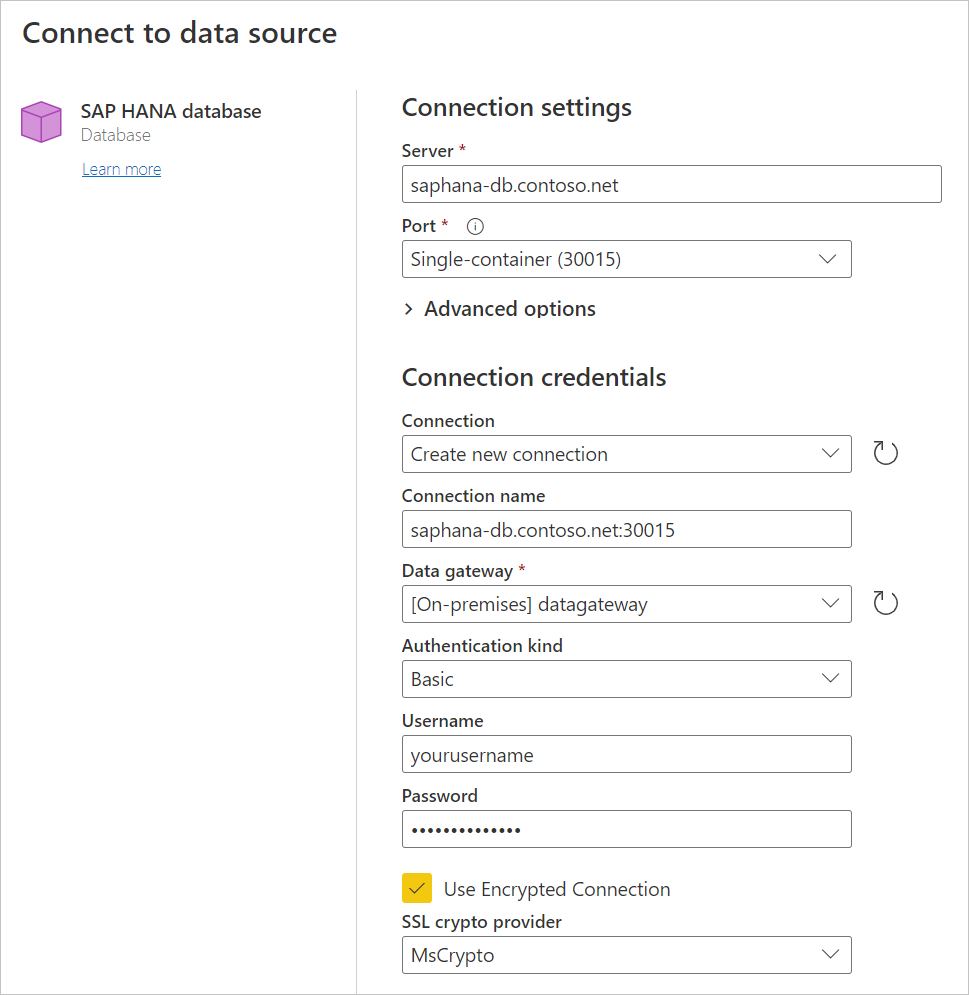 Connect to data source
SAP HANA database
Database
Learn more
Connection settings
Server *
saphana-db.contoso.net
Port *
Single-container (30015)
Advanced options
Connection credentials
Connection
Create new connection
Connection name
saphana-db.contoso.net:30015
Data gateway *
[On-premises] datagateway
Authentication kind
Basic
Username
yourusername
Password
••••••••••••••
Use Encrypted Connection
SSL crypto provider
MsCrypto